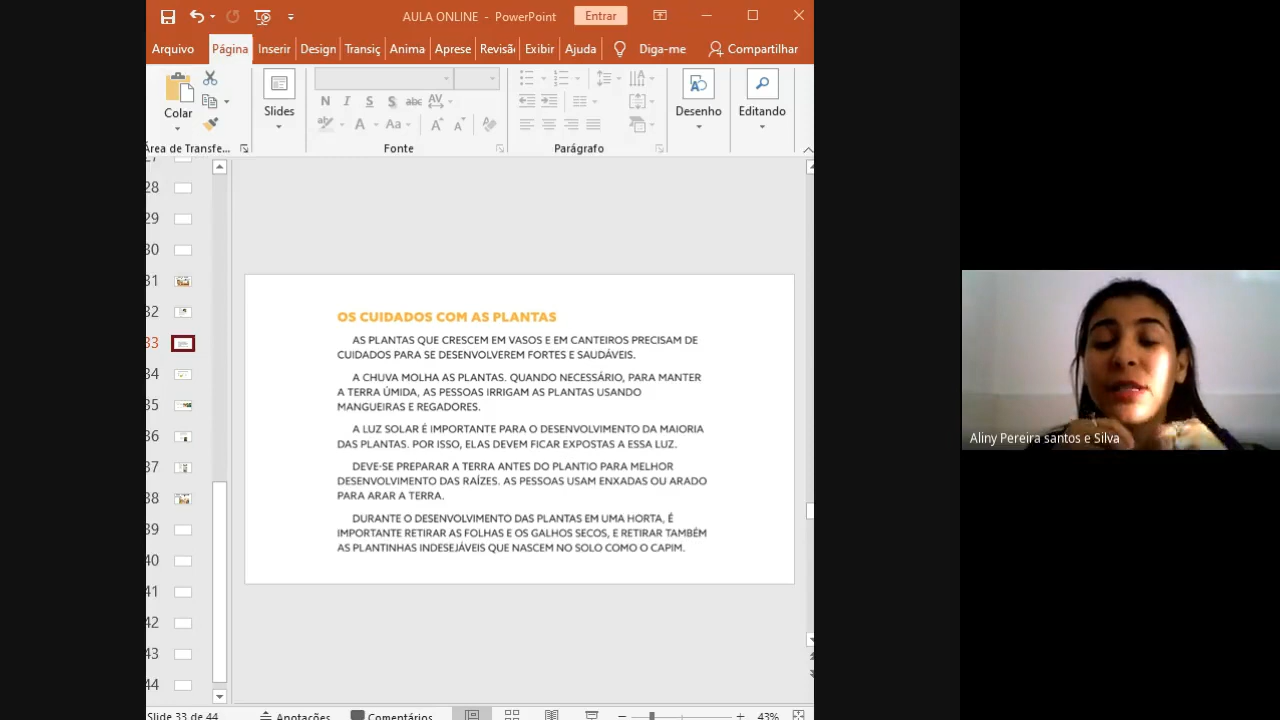 AULA ONLINE - PowerPoint
Entrar
Arquivo Página Inserir Design Transiç Anima Aprese Revisã Exibir Ajuda Diga-me Compartilhar
Colar
Slides
N I S S abc AV
Aa A A
Desenho
Editando
Área de Transfe...
Fonte
Parágrafo
27
28
29
30
31
32
33
34
35
36
37
38
39
40
41
42
43
44
OS CUIDADOS COM AS PLANTAS
AS PLANTAS QUE CRESCEM EM VASOS E EM CANTEIROS PRECISAM DE
CUIDADOS PARA SE DESENVOLVEREM FORTES E SAUDÁVEIS.
A CHUVA MOLHA AS PLANTAS. QUANDO NECESSÁRIO, PARA MANTER
A TERRA ÚMIDA, AS PESSOAS IRRIGAM AS PLANTAS USANDO
MANGUEIRAS E REGADORES.
A LUZ SOLAR É IMPORTANTE PARA O DESENVOLVIMENTO DA MAIORIA
DAS PLANTAS. POR ISSO, ELAS DEVEM FICAR EXPOSTAS A ESSA LUZ.
DEVE-SE PREPARAR A TERRA ANTES DO PLANTIO PARA MELHOR
DESENVOLVIMENTO DAS RAÍZES. AS PESSOAS USAM ENXADAS OU ARADO
PARA ARAR A TERRA.
DURANTE O DESENVOLVIMENTO DAS PLANTAS EM UMA HORTA, É
IMPORTANTE RETIRAR AS FOLHAS E OS GALHOS SECOS, E RETIRAR TAMBÉM
AS PLANTINHAS INDESEJÁVEIS QUE NASCEM NO SOLO COMO O CAPIM.
Aliny Pereira santos e Silva
Slide 33 de 44 Anotações Comentários 43%